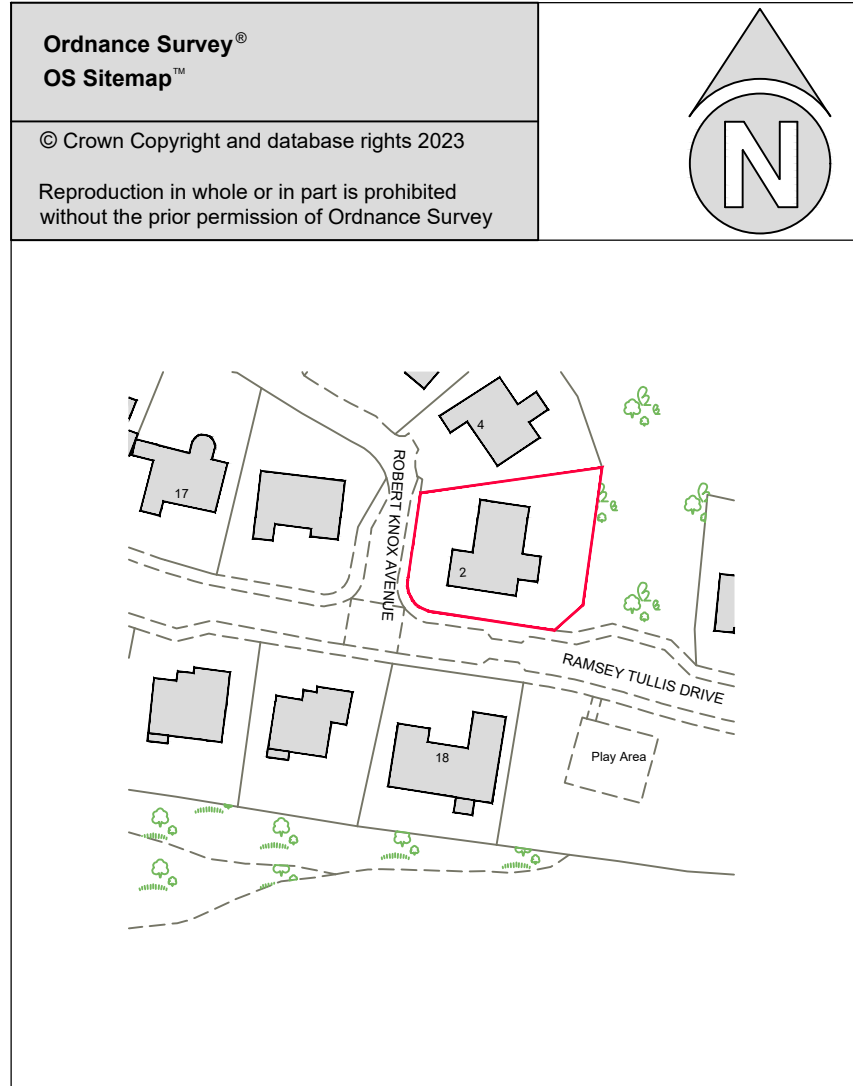 Ordnance Survey®
OS Sitemap™
© Crown Copyright and database rights 2023
Reproduction in whole or in part is prohibited
without the prior permission of Ordnance Survey
N
4
17
ROBERT KNOX AVENUE
2
RAMSEY TULLIS DRIVE
18
Play Area